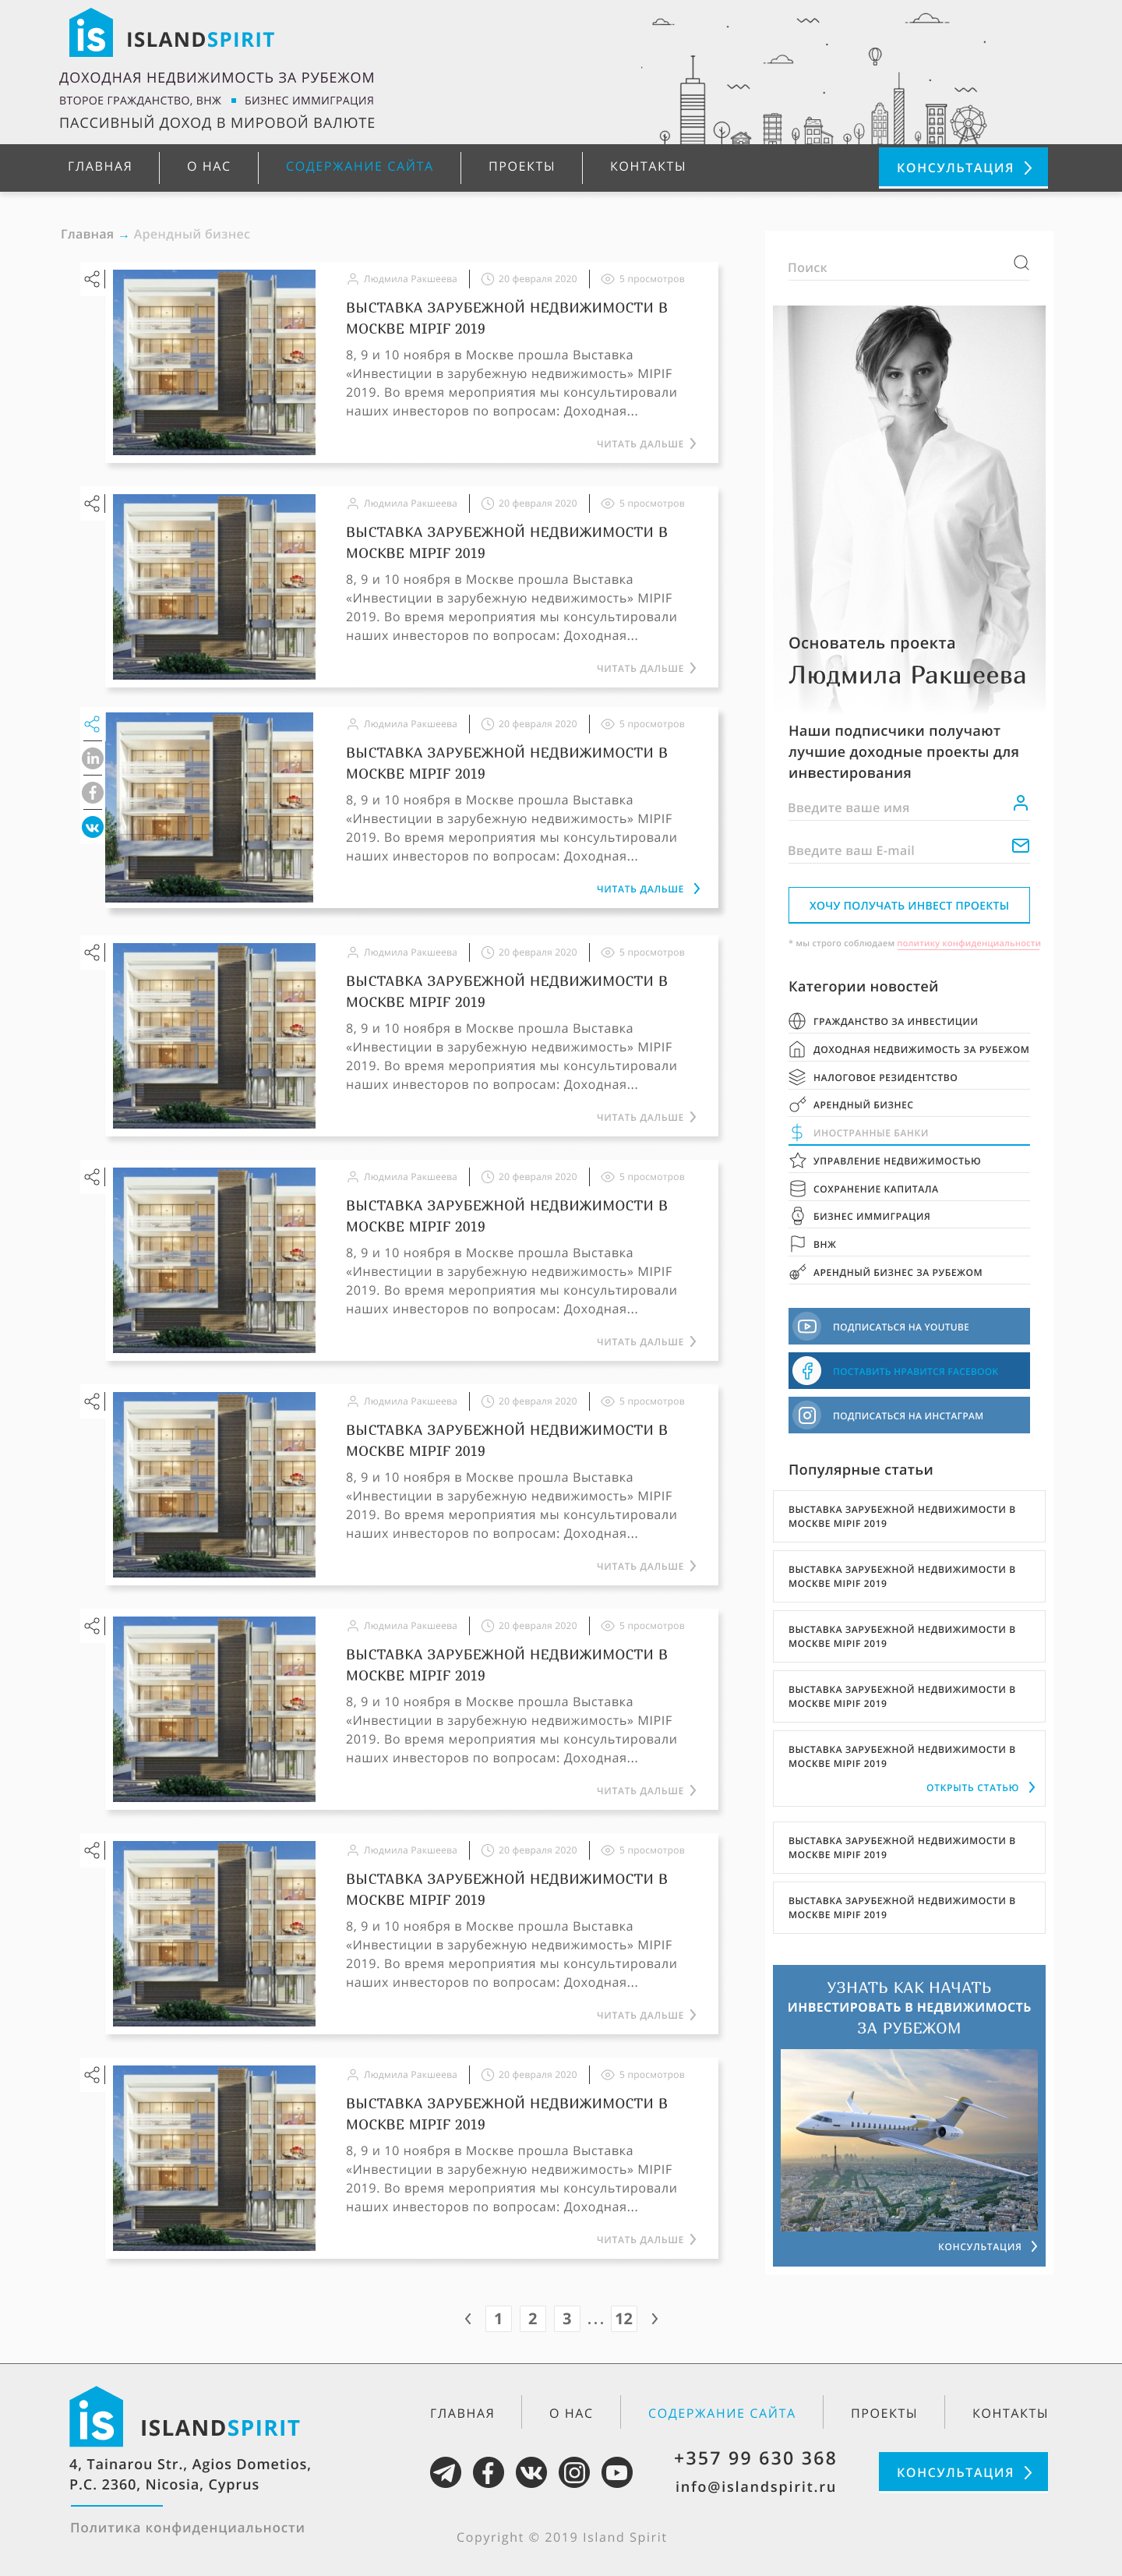 is ISLANDSPIRIT
ДОХОДНАЯ НЕДВИЖИМОСТЬ ЗА РУБЕЖОМ
ВТОРОЕ ГРАЖДАНСТВО, ВНЖ ▪ БИЗНЕС ИММИГРАЦИЯ
ПАССИВНЫЙ ДОХОД В МИРОВОЙ ВАЛЮТЕ
ГЛАВНАЯ О НАС СОДЕРЖАНИЕ САЙТА ПРОЕКТЫ КОНТАКТЫ КОНСУЛЬТАЦИЯ
Главная → Арендный бизнес
Людмила Ракшеева 20 февраля 2020 5 просмотров
ВЫСТАВКА ЗАРУБЕЖНОЙ НЕДВИЖИМОСТИ В
МОСКВЕ MIPIF 2019
8, 9 и 10 ноября в Москве прошла Выставка
«Инвестиции в зарубежную недвижимость» MIPIF
2019. Во время мероприятия мы консультировали
наших инвесторов по вопросам: Доходная...
ЧИТАТЬ ДАЛЬШЕ
Людмила Ракшеева 20 февраля 2020 5 просмотров
ВЫСТАВКА ЗАРУБЕЖНОЙ НЕДВИЖИМОСТИ В
МОСКВЕ MIPIF 2019
8, 9 и 10 ноября в Москве прошла Выставка
«Инвестиции в зарубежную недвижимость» MIPIF
2019. Во время мероприятия мы консультировали
наших инвесторов по вопросам: Доходная...
ЧИТАТЬ ДАЛЬШЕ
Людмила Ракшеева 20 февраля 2020 5 просмотров
ВЫСТАВКА ЗАРУБЕЖНОЙ НЕДВИЖИМОСТИ В
МОСКВЕ MIPIF 2019
8, 9 и 10 ноября в Москве прошла Выставка
«Инвестиции в зарубежную недвижимость» MIPIF
2019. Во время мероприятия мы консультировали
наших инвесторов по вопросам: Доходная...
ЧИТАТЬ ДАЛЬШЕ
Людмила Ракшеева 20 февраля 2020 5 просмотров
ВЫСТАВКА ЗАРУБЕЖНОЙ НЕДВИЖИМОСТИ В
МОСКВЕ MIPIF 2019
8, 9 и 10 ноября в Москве прошла Выставка
«Инвестиции в зарубежную недвижимость» MIPIF
2019. Во время мероприятия мы консультировали
наших инвесторов по вопросам: Доходная...
ЧИТАТЬ ДАЛЬШЕ
Людмила Ракшеева 20 февраля 2020 5 просмотров
ВЫСТАВКА ЗАРУБЕЖНОЙ НЕДВИЖИМОСТИ В
МОСКВЕ MIPIF 2019
8, 9 и 10 ноября в Москве прошла Выставка
«Инвестиции в зарубежную недвижимость» MIPIF
2019. Во время мероприятия мы консультировали
наших инвесторов по вопросам: Доходная...
ЧИТАТЬ ДАЛЬШЕ
Людмила Ракшеева 20 февраля 2020 5 просмотров
ВЫСТАВКА ЗАРУБЕЖНОЙ НЕДВИЖИМОСТИ В
МОСКВЕ MIPIF 2019
8, 9 и 10 ноября в Москве прошла Выставка
«Инвестиции в зарубежную недвижимость» MIPIF
2019. Во время мероприятия мы консультировали
наших инвесторов по вопросам: Доходная...
ЧИТАТЬ ДАЛЬШЕ
Людмила Ракшеева 20 февраля 2020 5 просмотров
ВЫСТАВКА ЗАРУБЕЖНОЙ НЕДВИЖИМОСТИ В
МОСКВЕ MIPIF 2019
8, 9 и 10 ноября в Москве прошла Выставка
«Инвестиции в зарубежную недвижимость» MIPIF
2019. Во время мероприятия мы консультировали
наших инвесторов по вопросам: Доходная...
ЧИТАТЬ ДАЛЬШЕ
Людмила Ракшеева 20 февраля 2020 5 просмотров
ВЫСТАВКА ЗАРУБЕЖНОЙ НЕДВИЖИМОСТИ В
МОСКВЕ MIPIF 2019
8, 9 и 10 ноября в Москве прошла Выставка
«Инвестиции в зарубежную недвижимость» MIPIF
2019. Во время мероприятия мы консультировали
наших инвесторов по вопросам: Доходная...
ЧИТАТЬ ДАЛЬШЕ
Людмила Ракшеева 20 февраля 2020 5 просмотров
ВЫСТАВКА ЗАРУБЕЖНОЙ НЕДВИЖИМОСТИ В
МОСКВЕ MIPIF 2019
8, 9 и 10 ноября в Москве прошла Выставка
«Инвестиции в зарубежную недвижимость» MIPIF
2019. Во время мероприятия мы консультировали
наших инвесторов по вопросам: Доходная...
ЧИТАТЬ ДАЛЬШЕ
Поиск
Основатель проекта
Людмила Ракшеева
Наши подписчики получают
лучшие доходные проекты для
инвестирования
Введите ваше имя
Введите ваш E-mail
ХОЧУ ПОЛУЧАТЬ ИНВЕСТ ПРОЕКТЫ
* мы строго соблюдаем политику конфиденциальности
Категории новостей
ГРАЖДАНСТВО ЗА ИНВЕСТИЦИИ
ДОХОДНАЯ НЕДВИЖИМОСТЬ ЗА РУБЕЖОМ
НАЛОГОВОЕ РЕЗИДЕНТСТВО
АРЕНДНЫЙ БИЗНЕС
ИНОСТРАННЫЕ БАНКИ
УПРАВЛЕНИЕ НЕДВИЖИМОСТЬЮ
СОХРАНЕНИЕ КАПИТАЛА
БИЗНЕС ИММИГРАЦИЯ
ВНЖ
АРЕНДНЫЙ БИЗНЕС ЗА РУБЕЖОМ
ПОДПИСАТЬСЯ НА YOUTUBE
ПОСТАВИТЬ НРАВИТСЯ FACEBOOK
ПОДПИСАТЬСЯ НА ИНСТАГРАМ
Популярные статьи
ВЫСТАВКА ЗАРУБЕЖНОЙ НЕДВИЖИМОСТИ В
МОСКВЕ MIPIF 2019
ВЫСТАВКА ЗАРУБЕЖНОЙ НЕДВИЖИМОСТИ В
МОСКВЕ MIPIF 2019
ВЫСТАВКА ЗАРУБЕЖНОЙ НЕДВИЖИМОСТИ В
МОСКВЕ MIPIF 2019
ВЫСТАВКА ЗАРУБЕЖНОЙ НЕДВИЖИМОСТИ В
МОСКВЕ MIPIF 2019
ВЫСТАВКА ЗАРУБЕЖНОЙ НЕДВИЖИМОСТИ В
МОСКВЕ MIPIF 2019
ОТКРЫТЬ СТАТЬЮ
ВЫСТАВКА ЗАРУБЕЖНОЙ НЕДВИЖИМОСТИ В
МОСКВЕ MIPIF 2019
ВЫСТАВКА ЗАРУБЕЖНОЙ НЕДВИЖИМОСТИ В
МОСКВЕ MIPIF 2019
УЗНАТЬ КАК НАЧАТЬ
ИНВЕСТИРОВАТЬ В НЕДВИЖИМОСТЬ
ЗА РУБЕЖОМ
КОНСУЛЬТАЦИЯ
1 2 3 ... 12
is ISLANDSPIRIT
4, Tainarou Str., Agios Dometios,
P.C. 2360, Nicosia, Cyprus
Политика конфиденциальности
ГЛАВНАЯ О НАС СОДЕРЖАНИЕ САЙТА ПРОЕКТЫ КОНТАКТЫ
+357 99 630 368
info@islandspirit.ru
КОНСУЛЬТАЦИЯ
Copyright © 2019 Island Spirit